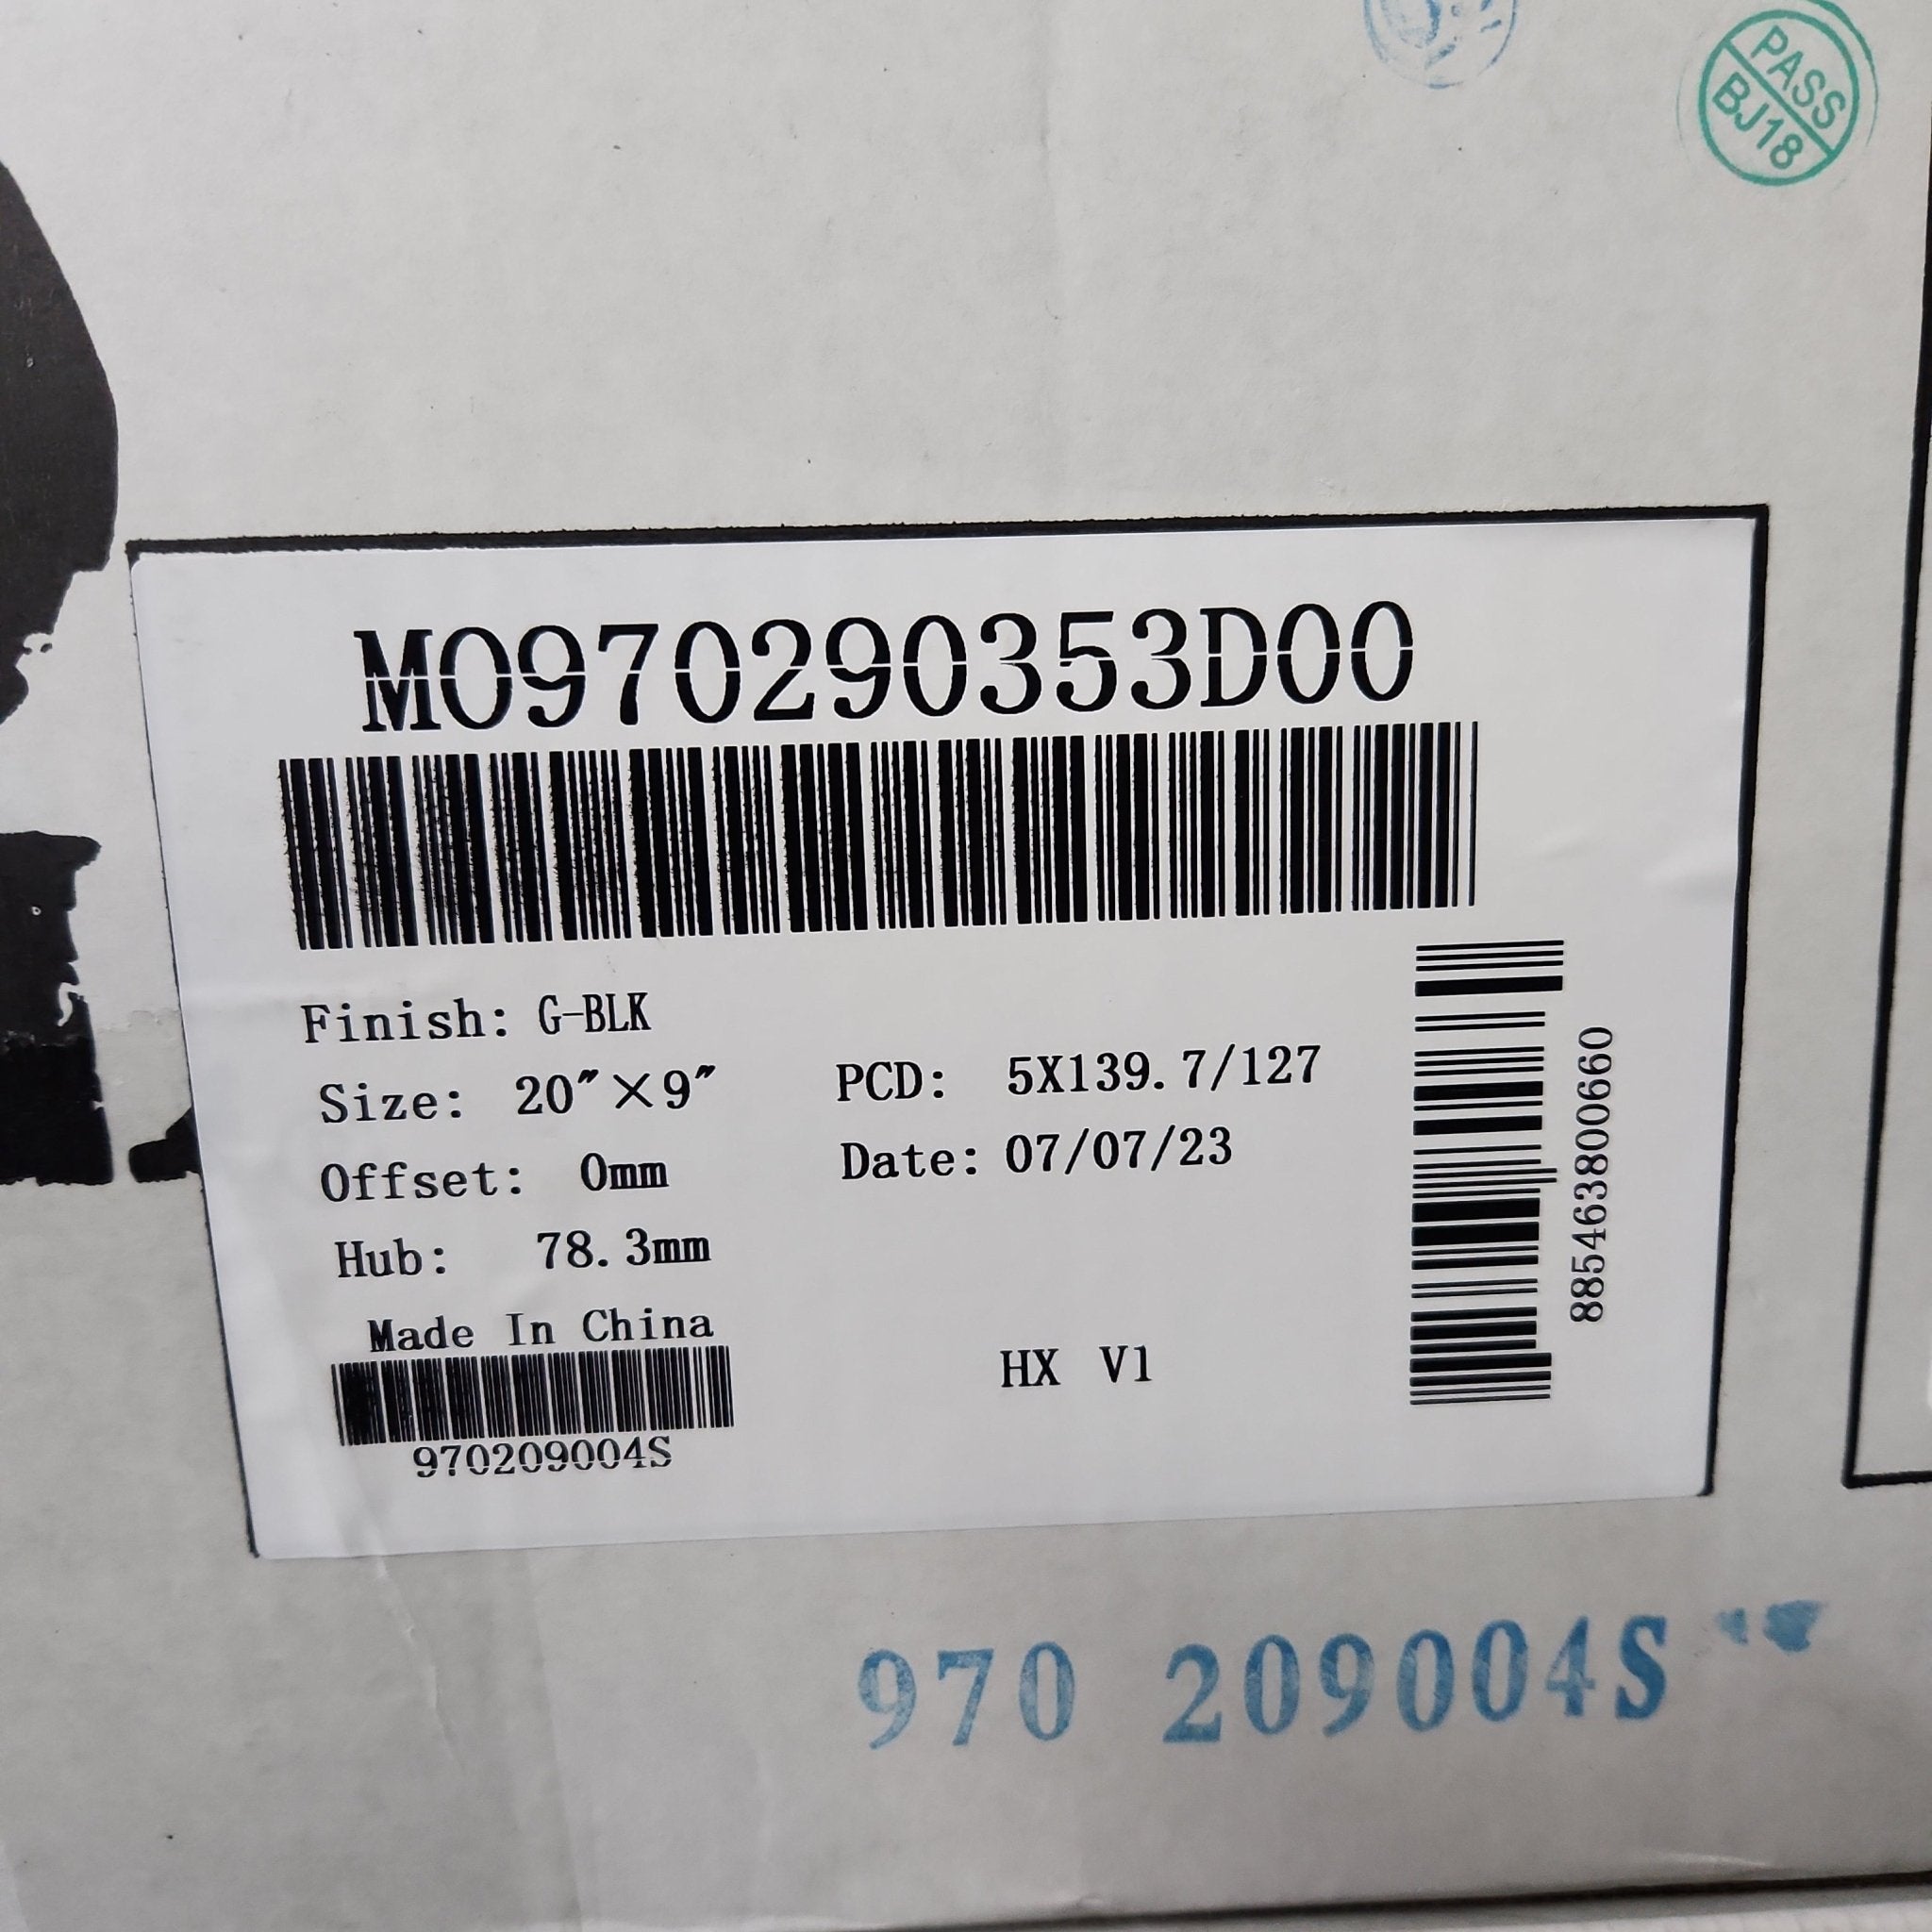 PASS
BJ18
MO970290353D00
Finish: G-BLK
Size: 20"×9"
PCD: 5X139.7/127
Offset: 0mm
Date: 07/07/23
Hub: 78.3mm
Made In China
HX V1
970209004S
885463800660
970 209004S